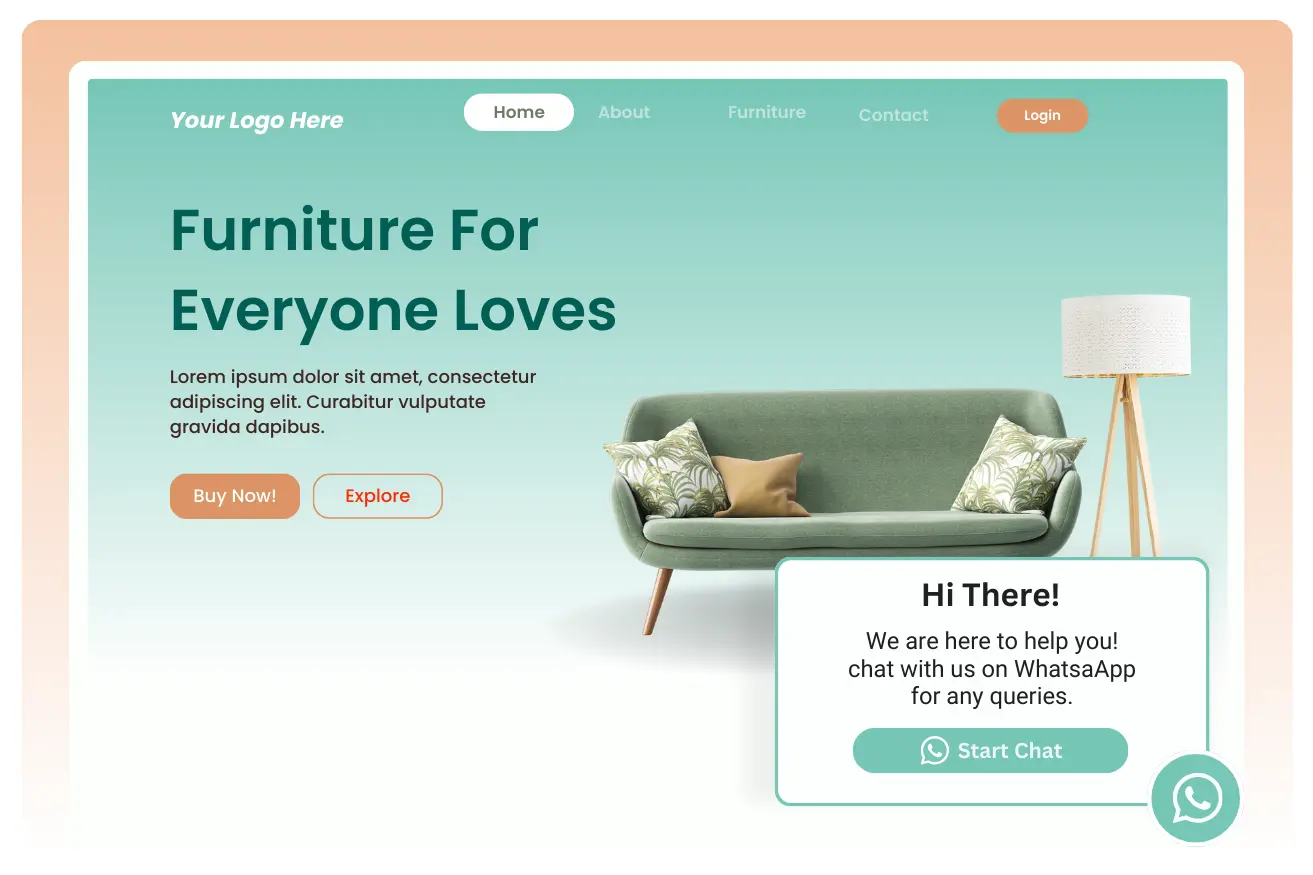 Your Logo Here
Home
About
Furniture
Contact
Login
Furniture For
Everyone Loves
Lorem ipsum dolor sit amet, consectetur
adipiscing elit. Curabitur vulputate
gravida dapibus.
Buy Now!
Explore
Hi There!
We are here to help you!
chat with us on WhatsaApp
for any queries.
Start Chat